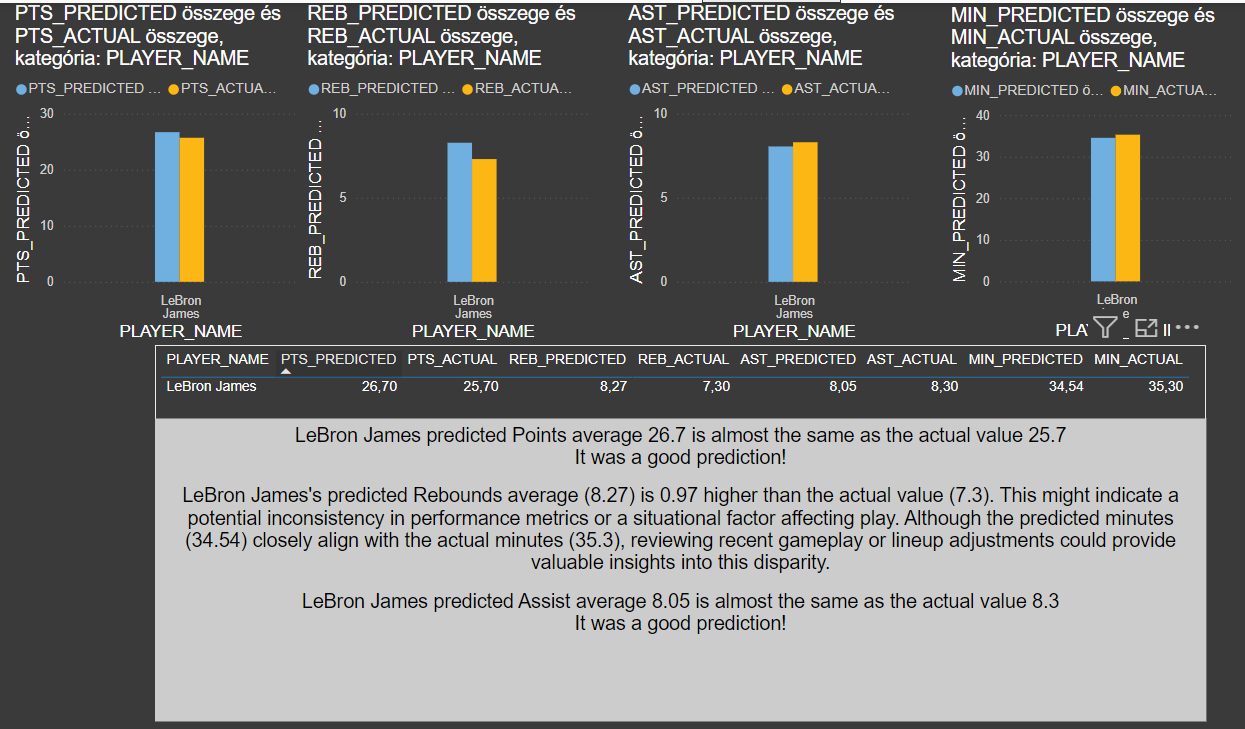 PTS_PREDICTED összege és
PTS_ACTUAL összege,
kategória: PLAYER_NAME
PTS_PREDICTED ... PTS_ACTUA...
PTS_PREDICTED ö...
30
20
10
0
LeBron
James
PLAYER_NAME
REB_PREDICTED összege és
REB_ACTUAL összege,
kategória: PLAYER_NAME
REB_PREDICTED ... REB_ACTUA...
REB_PREDICTED ...
10
5
0
LeBron
James
PLAYER_NAME
AST_PREDICTED összege és
AST_ACTUAL összege,
kategória: PLAYER_NAME
AST_PREDICTED ... AST_ACTUA...
AST_PREDICTED ö...
10
5
0
LeBron
James
PLAYER_NAME
MIN_PREDICTED összege és
MIN_ACTUAL összege,
kategória: PLAYER_NAME
MIN_PREDICTED ö... MIN_ACTUA...
MIN_PREDICTED ö...
40
30
20
10
0
LeBron
PLAYER_NAME PTS_PREDICTED PTS_ACTUAL REB_PREDICTED REB_ACTUAL AST_PREDICTED AST_ACTUAL MIN_PREDICTED MIN_ACTUAL
LeBron James 26,70 25,70 8,27 7,30 8,05 8,30 34,54 35,30
LeBron James predicted Points average 26.7 is almost the same as the actual value 25.7
It was a good prediction!
LeBron James's predicted Rebounds average (8.27) is 0.97 higher than the actual value (7.3). This might indicate a
potential inconsistency in performance metrics or a situational factor affecting play. Although the predicted minutes
(34.54) closely align with the actual minutes (35.3), reviewing recent gameplay or lineup adjustments could provide
valuable insights into this disparity.
LeBron James predicted Assist average 8.05 is almost the same as the actual value 8.3
It was a good prediction!